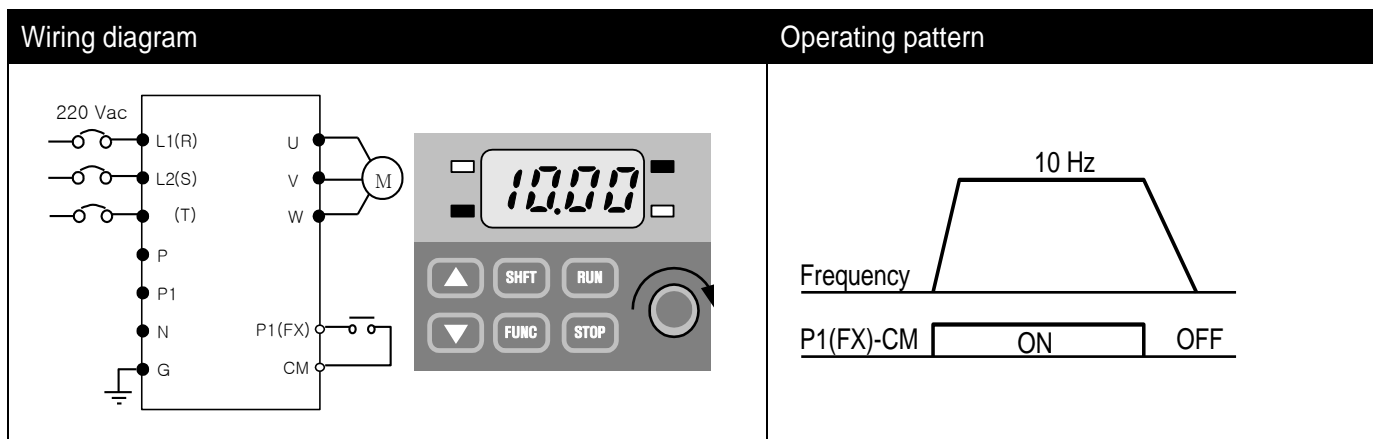 Wiring diagram
Operating pattern
220 Vac
L1(R)
U
L2(S)
V
M
(T)
W
P
P1
N
P1(FX)
G
CM
10.00
SHFT
RUN
FUNC
STOP
10 Hz
Frequency
P1(FX)-CM
ON
OFF